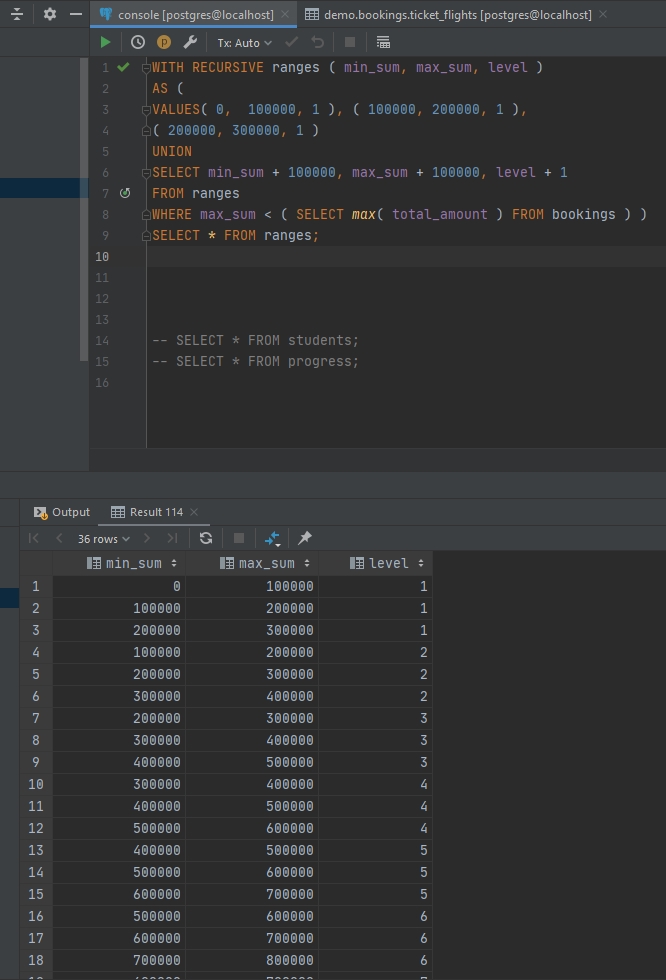 console [postgres@localhost]
demo.bookings.ticket_flights [postgres@localhost]
Tx: Auto
1 WITH RECURSIVE ranges ( min_sum, max_sum, level )
2 AS (
3 VALUES( 0,  100000, 1 ), ( 100000, 200000, 1 ),
4 ( 200000, 300000, 1 )
5 UNION
6 SELECT min_sum + 100000, max_sum + 100000, level + 1
7 FROM ranges
8 WHERE max_sum < ( SELECT max( total_amount ) FROM bookings ) )
9 SELECT * FROM ranges;
10
11
12
13
14 -- SELECT * FROM students;
15 -- SELECT * FROM progress;
16
Output Result 114
36 rows
min_sum max_sum level
1 0 100000 1
2 100000 200000 1
3 200000 300000 1
4 100000 200000 2
5 200000 300000 2
6 300000 400000 2
7 200000 300000 3
8 300000 400000 3
9 400000 500000 3
10 300000 400000 4
11 400000 500000 4
12 500000 600000 4
13 400000 500000 5
14 500000 600000 5
15 600000 700000 5
16 500000 600000 6
17 600000 700000 6
18 700000 800000 6